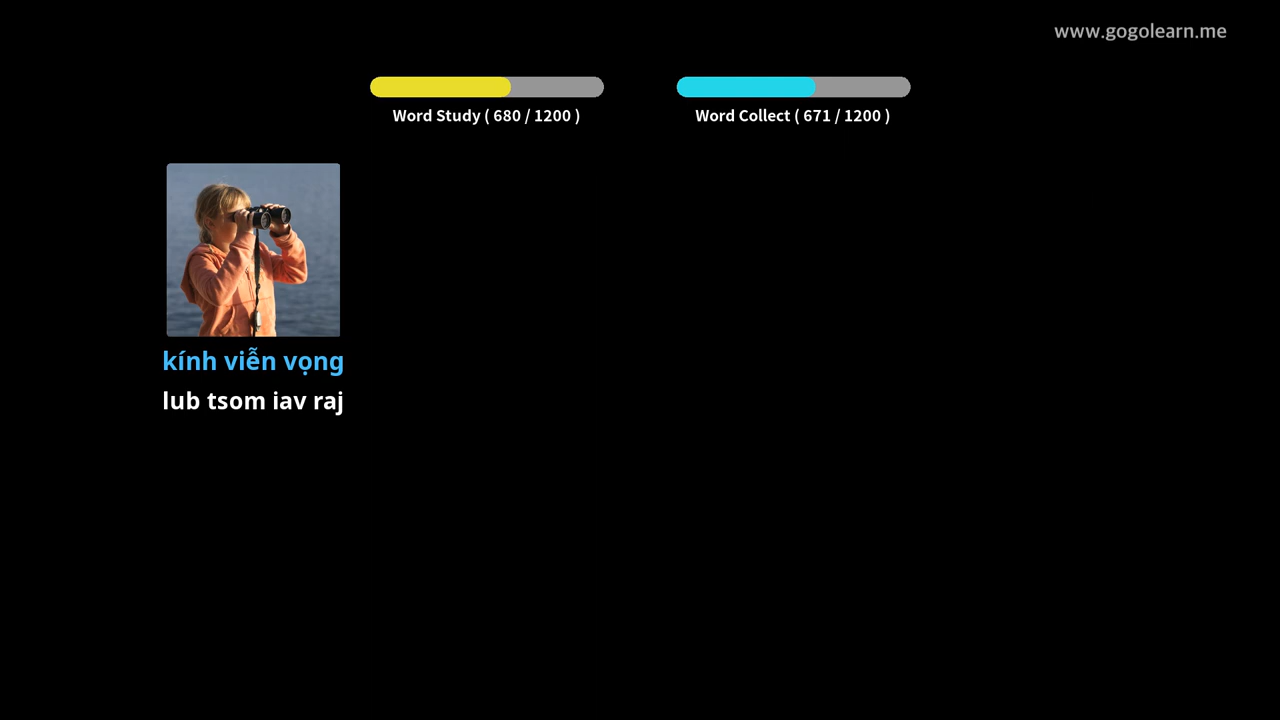 www.gogolearn.me
Word Study ( 680 / 1200 )
Word Collect ( 671 / 1200 )
kính viễn vọng
lub tsom iav raj